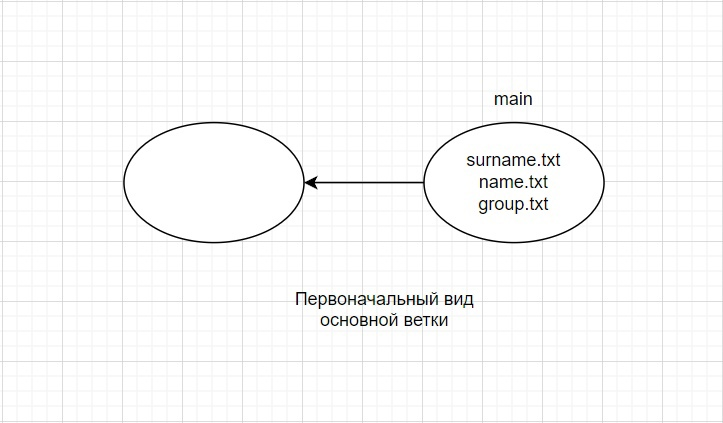 main
surname.txt
name.txt
group.txt
Первоначальный вид
основной ветки